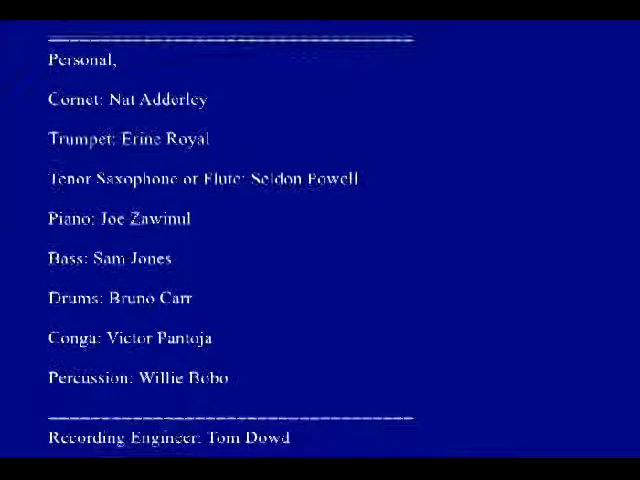 Personal,
Cornet: Nat Adderley
Trumpet: Erine Royal
Tenor Saxophone or Flute: Seldon Powell
Piano: Joe Zawinul
Bass: Sam Jones
Drums: Bruno Carr
Conga: Victor Pantoja
Percussion: Willie Bobo
Recording Engineer: Tom Dowd